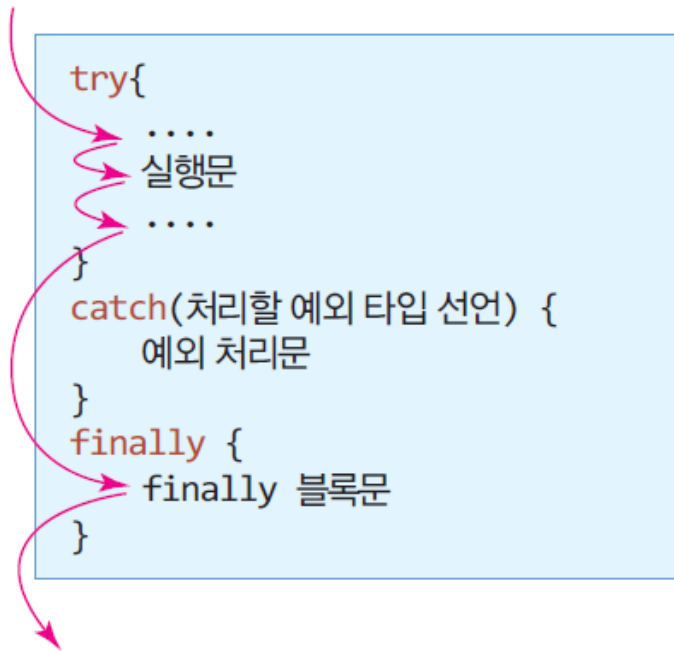 try{
....
실행문
....
}
catch(처리할 예외 타입 선언) {
예외 처리문
}
finally {
finally 블록문
}